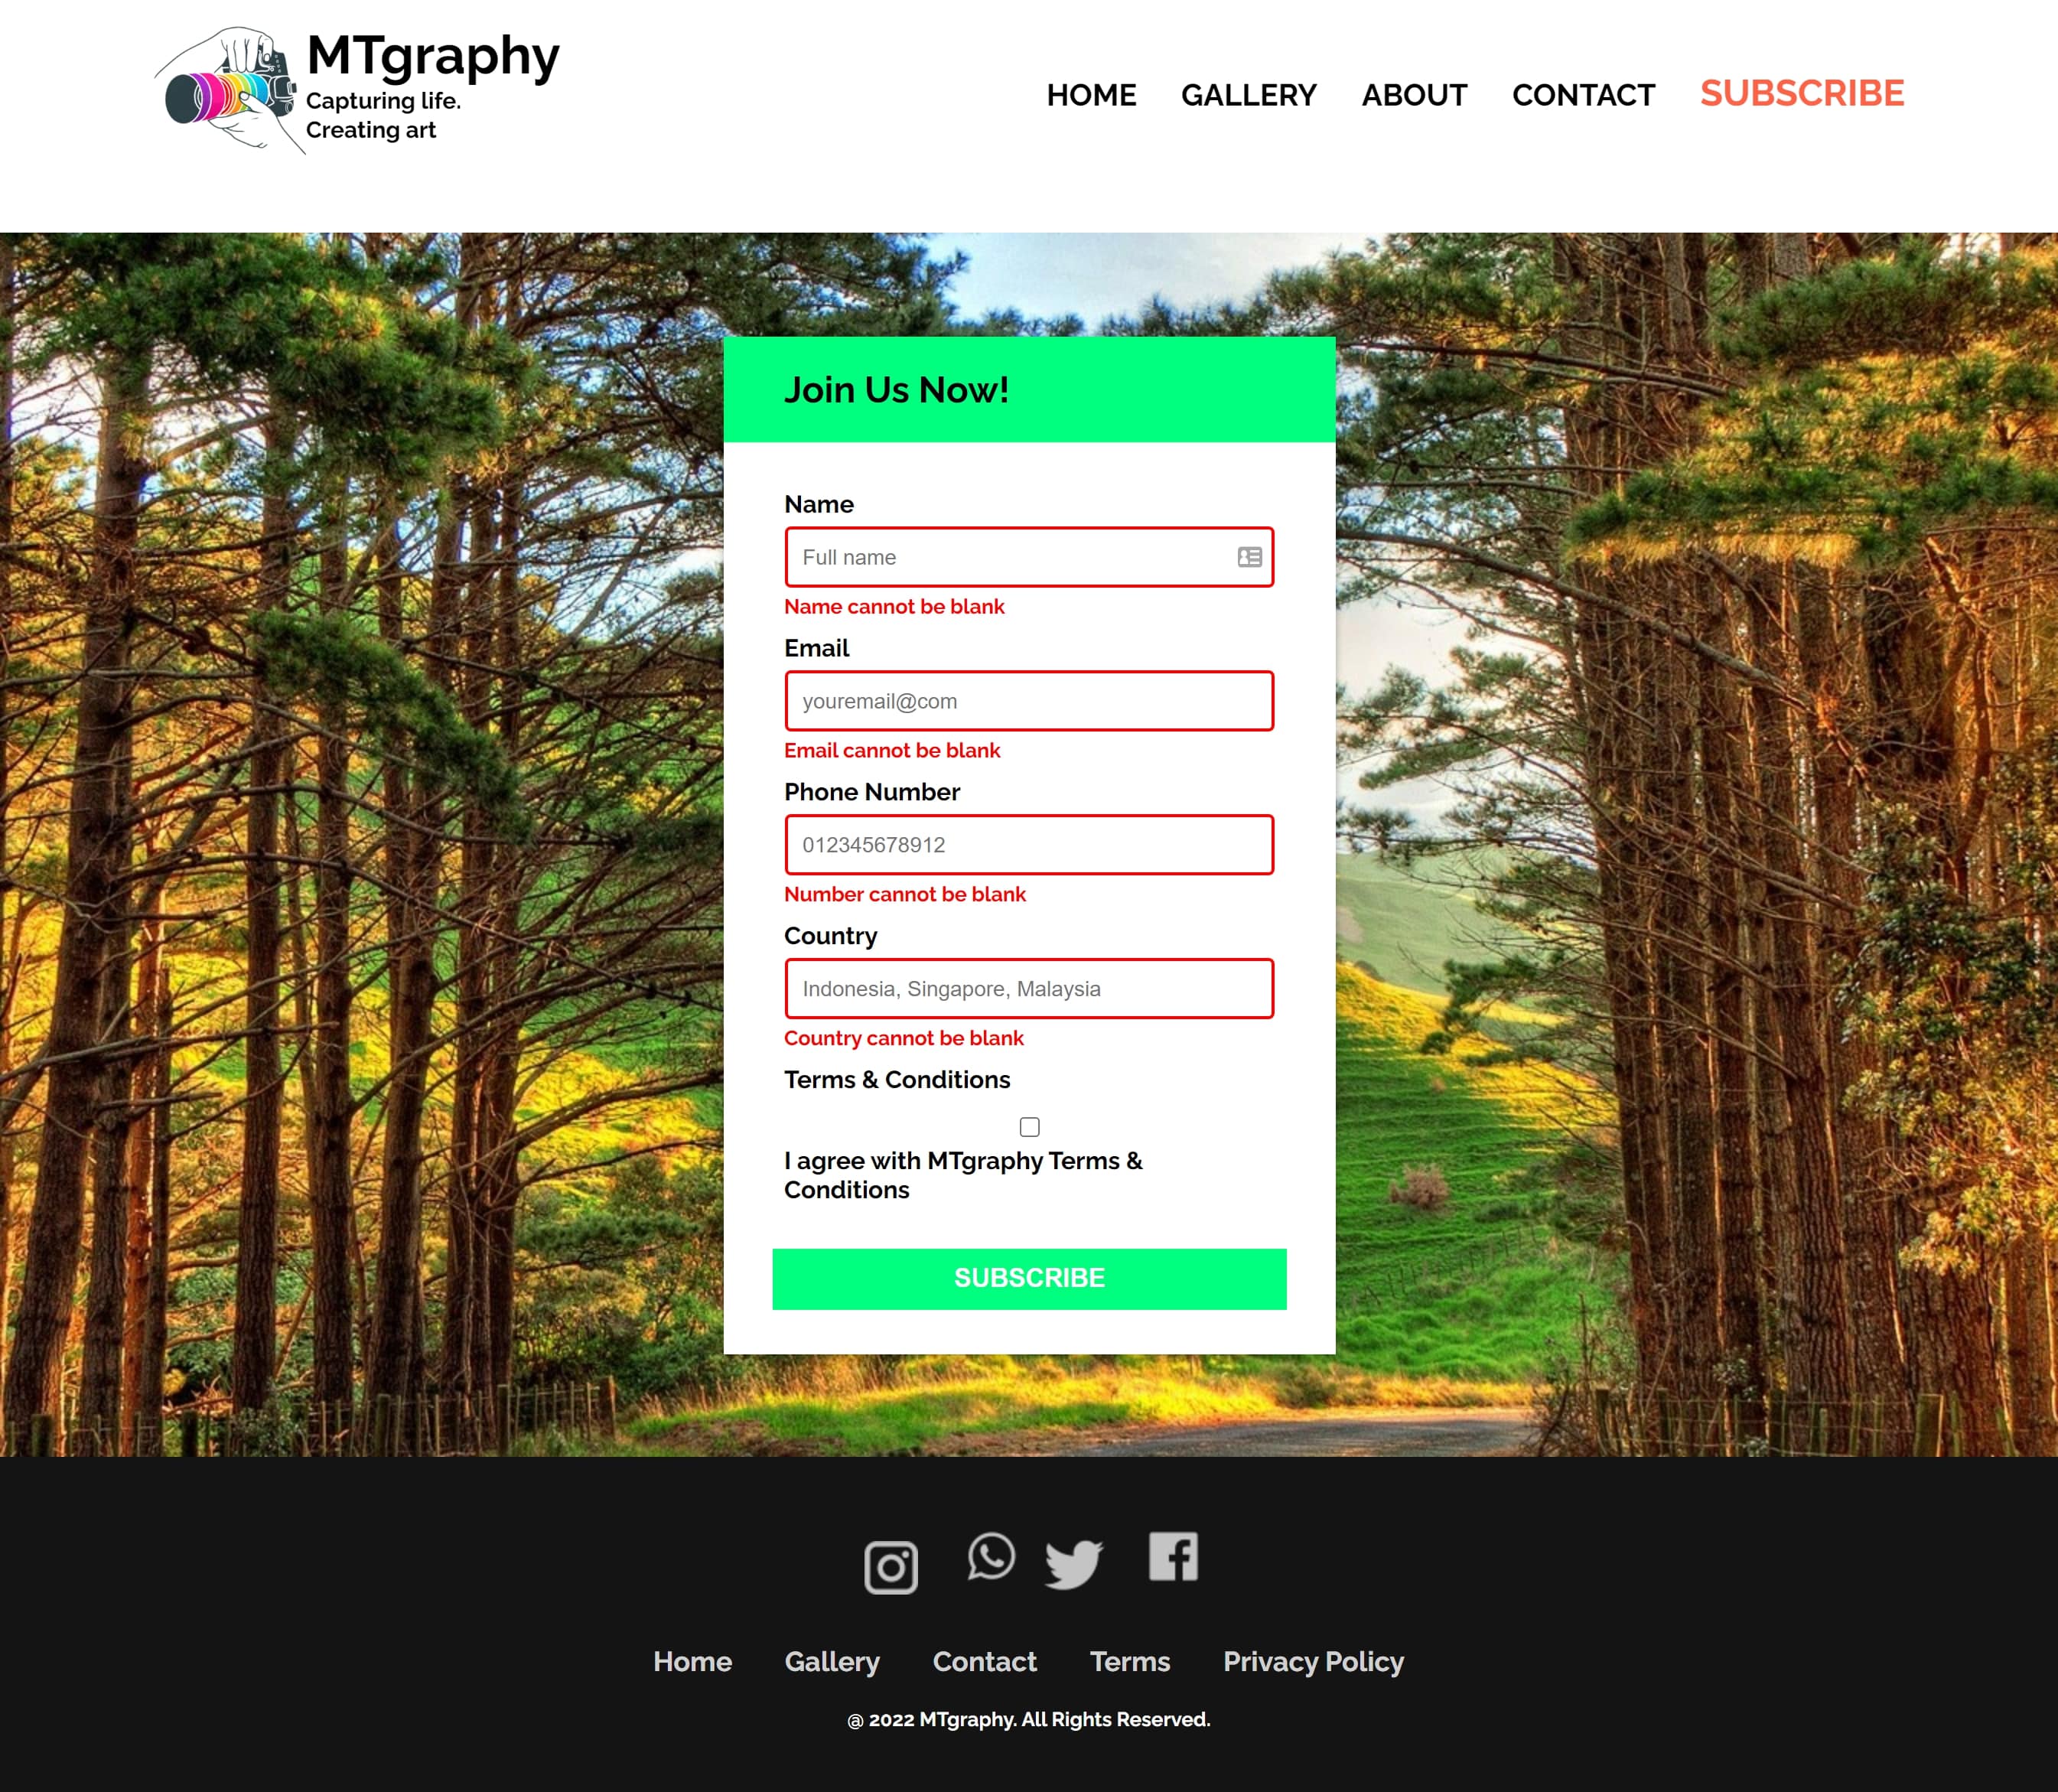 MTgraphy
Capturing life.
Creating art
HOME GALLERY ABOUT CONTACT SUBSCRIBE
Join Us Now!
Name
Full name
Name cannot be blank
Email
youremail@com
Email cannot be blank
Phone Number
012345678912
Number cannot be blank
Country
Indonesia, Singapore, Malaysia
Country cannot be blank
Terms & Conditions
I agree with MTgraphy Terms &
Conditions
SUBSCRIBE
Home Gallery Contact Terms Privacy Policy
@ 2022 MTgraphy. All Rights Reserved.